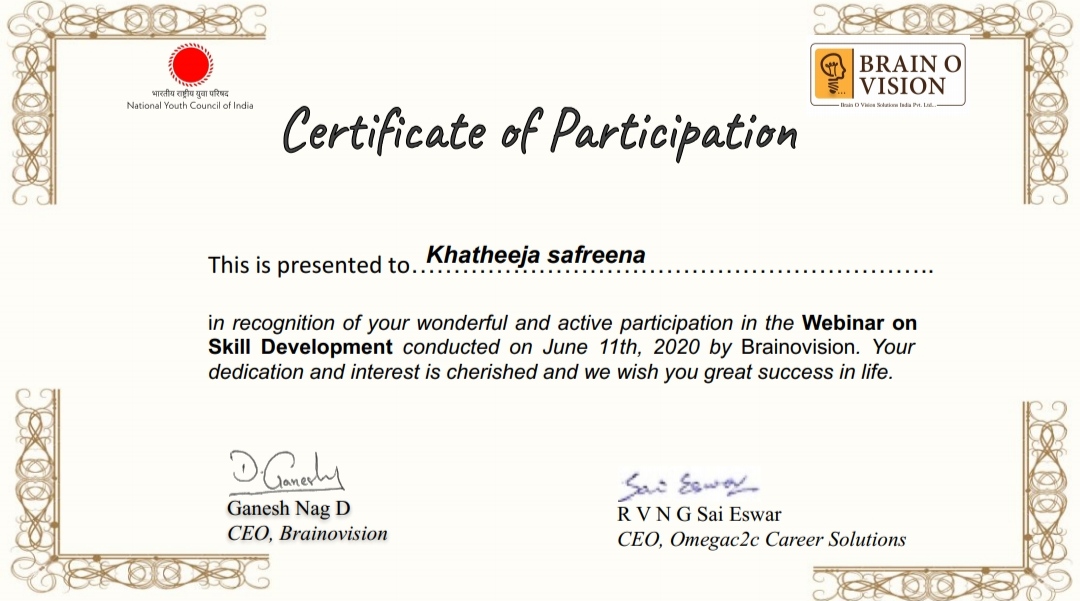 भारतीय राष्ट्रीय युवा परिषद
National Youth Council of India
BRAIN O
VISION
Brain O Vision Solutions India Pvt. Ltd..
Certificate of Participation
This is presented to Khatheeja safreena
in recognition of your wonderful and active participation in the Webinar on
Skill Development conducted on June 11th, 2020 by Brainovision. Your
dedication and interest is cherished and we wish you great success in life.
D. Ganesh
Ganesh Nag D
CEO, Brainovision
Sai Eswar
R V N G Sai Eswar
CEO, Omegac2c Career Solutions